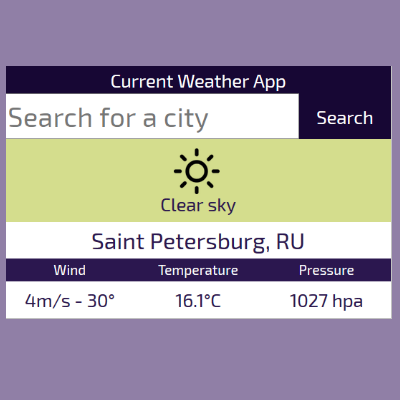 Current Weather App
Search for a city Search
Clear sky
Saint Petersburg, RU
Wind Temperature Pressure
4m/s - 30° 16.1°C 1027 hpa